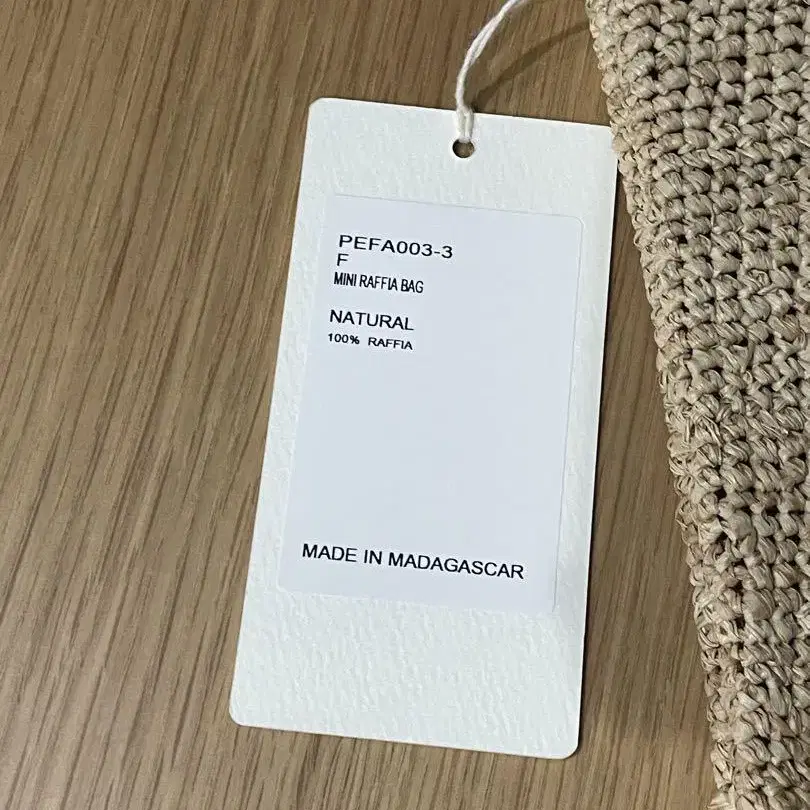 PEFA003-3
F
MINI RAFFIA BAG
NATURAL
100% RAFFIA
MADE IN MADAGASCAR